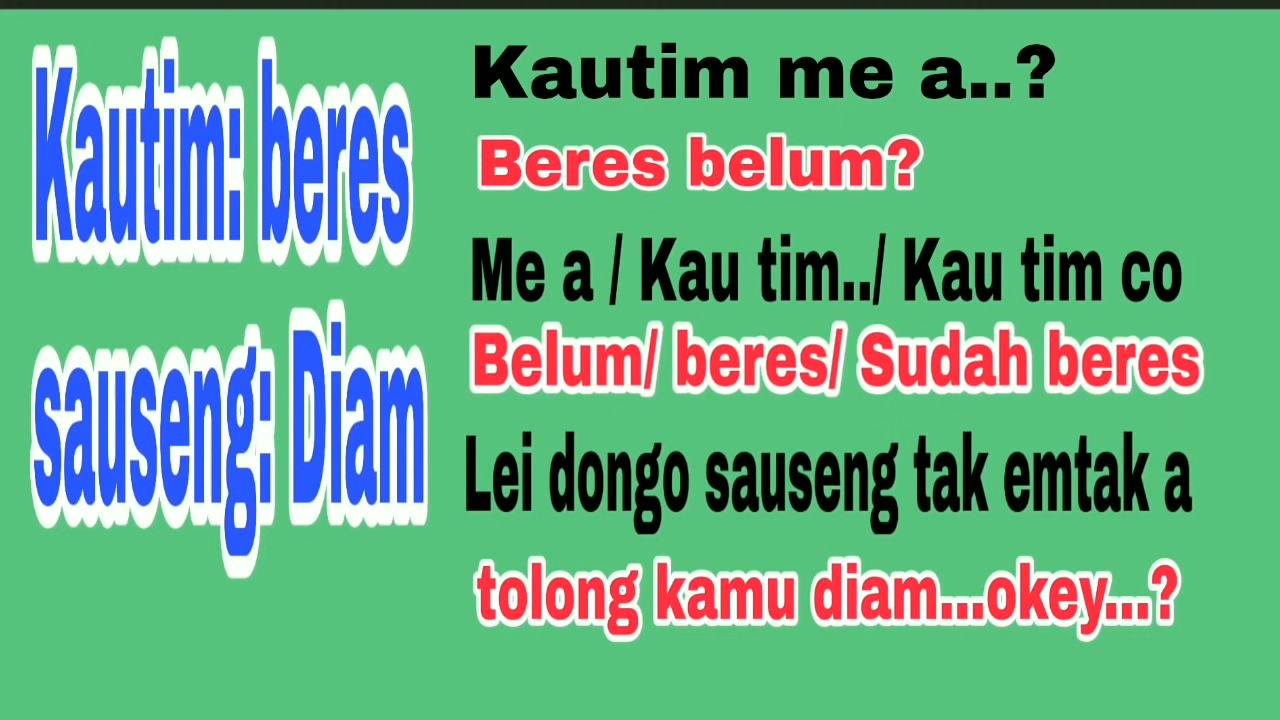 Kautim: beres
sauseng: Diam
Kautim me a..?
Beres belum?
Me a / Kau tim../ Kau tim co
Belum/ beres/ Sudah beres
Lei dongo sauseng tak emtak a
tolong kamu diam...okey...?